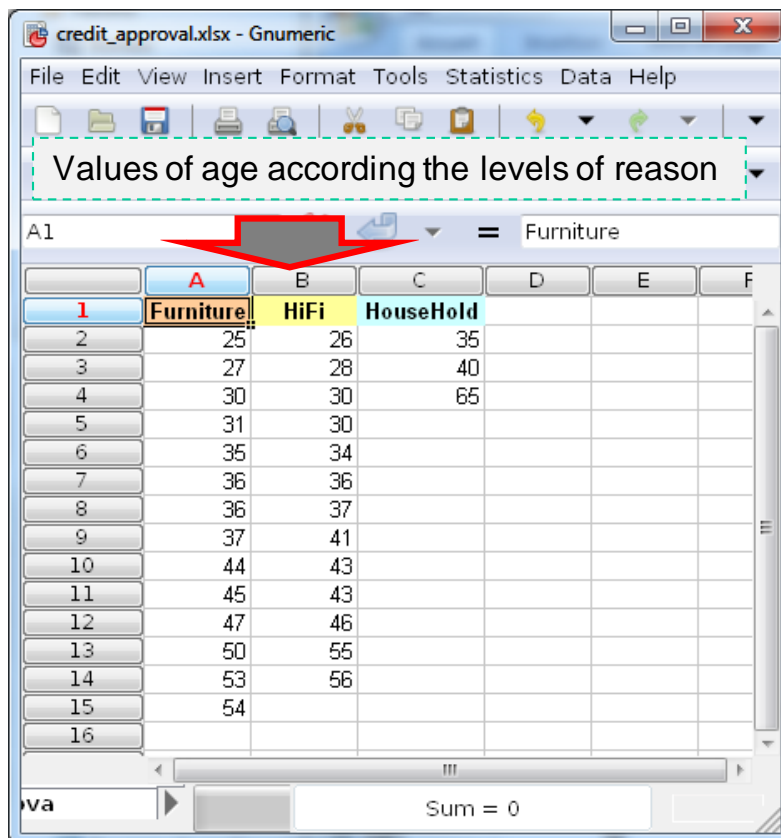 credit_approval.xlsx - Gnumeric
File Edit View Insert Format Tools Statistics Data Help
Values of age according the levels of reason
A1 = Furniture
A B C D E F
1 Furniture HiFi HouseHold
2 25 26 35
3 27 28 40
4 30 30 65
5 31 30
6 35 34
7 36 36
8 36 37
9 37 41
10 44 43
11 45 43
12 47 46
13 50 55
14 53 56
15 54
16
ova Sum = 0